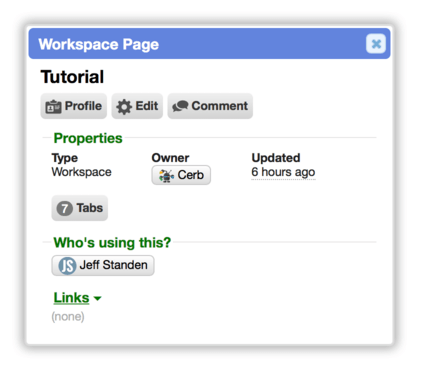 Workspace Page
Tutorial
Profile Edit Comment
Properties
Type Owner Updated
Workspace Cerb 6 hours ago
7 Tabs
Who's using this?
JS Jeff Standen
Links
(none)